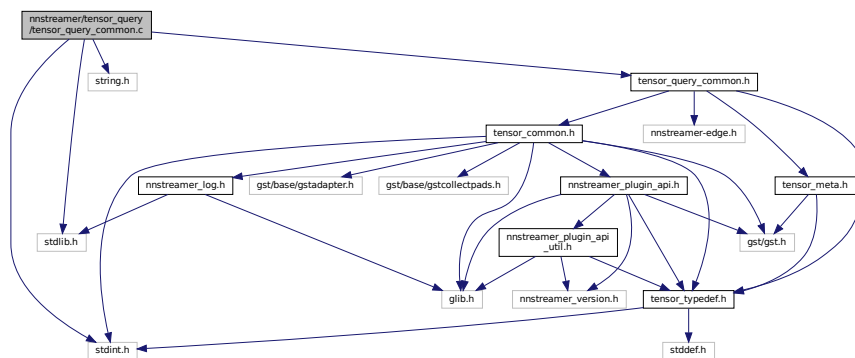 nnstreamer/tensor_query
/tensor_query_common.c
string.h
tensor_query_common.h
tensor_common.h
nnstreamer-edge.h
nnstreamer_log.h
gst/base/gstadapter.h
gst/base/gstcollectpads.h
nnstreamer_plugin_api.h
tensor_meta.h
stdlib.h
nnstreamer_plugin_api
_util.h
gst/gst.h
glib.h
nnstreamer_version.h
tensor_typedef.h
stdint.h
stddef.h